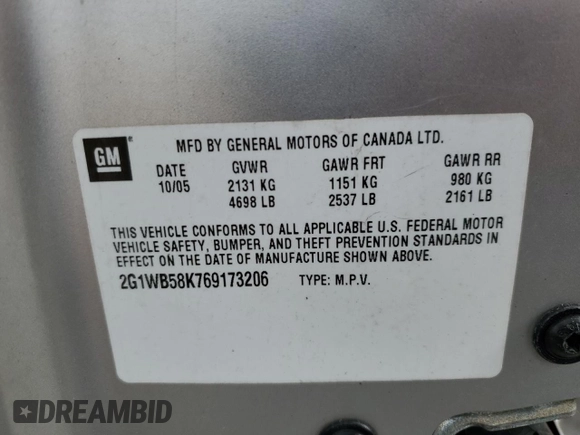 GM
MFD BY GENERAL MOTORS OF CANADA LTD.
DATE GVWR GAWR FRT GAWR RR
10/05 2131 KG 1151 KG 980 KG
4698 LB 2537 LB 2161 LB
THIS VEHICLE CONFORMS TO ALL APPLICABLE U.S. FEDERAL MOTOR
VEHICLE SAFETY, BUMPER, AND THEFT PREVENTION STANDARDS IN
EFFECT ON THE DATE OF MANUFACTURE SHOWN ABOVE.
2G1WB58K769173206 TYPE: M.P.V.
DREAMBID